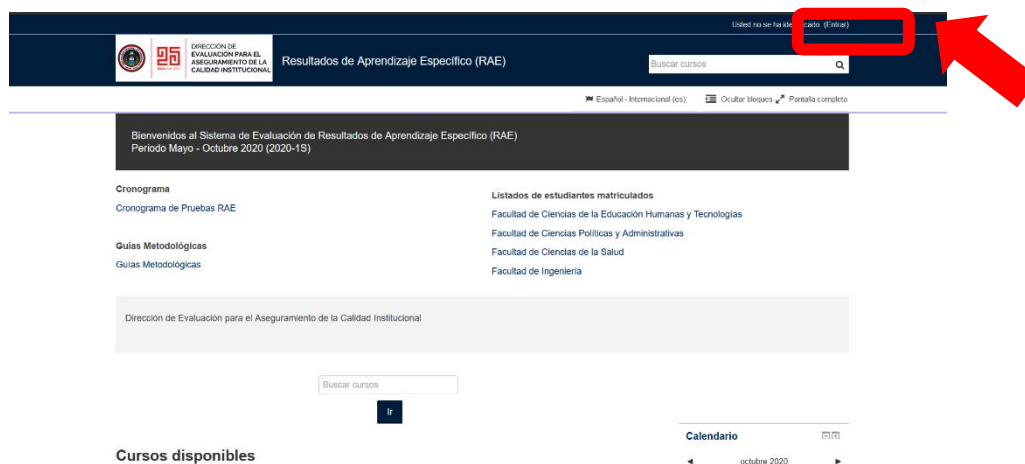 Usted no se ha identificado (Entrar)
DIRECCIÓN DE
EVALUACIÓN PARA EL
ASEGURAMIENTO DE LA
CALIDAD INSTITUCIONAL
Resultados de Aprendizaje Específico (RAE)
Buscar cursos
Español - Internacional (es)
Ocultar bloques
Pantalla completa
Bienvenidos al Sistema de Evaluación de Resultados de Aprendizaje Específico (RAE)
Periodo Mayo - Octubre 2020 (2020-1S)
Cronograma
Cronograma de Pruebas RAE
Guias Metodológicas
Guías Metodológicas
Listados de estudiantes matriculados
Facultad de Ciencias de la Educación Humanas y Tecnologías
Facultad de Ciencias Políticas y Administrativas
Facultad de Ciencias de la Salud
Facultad de Ingeniería
Dirección de Evaluación para el Aseguramiento de la Calidad Institucional
Buscar cursos
Ir
Cursos disponibles
Calendario
octubre 2020